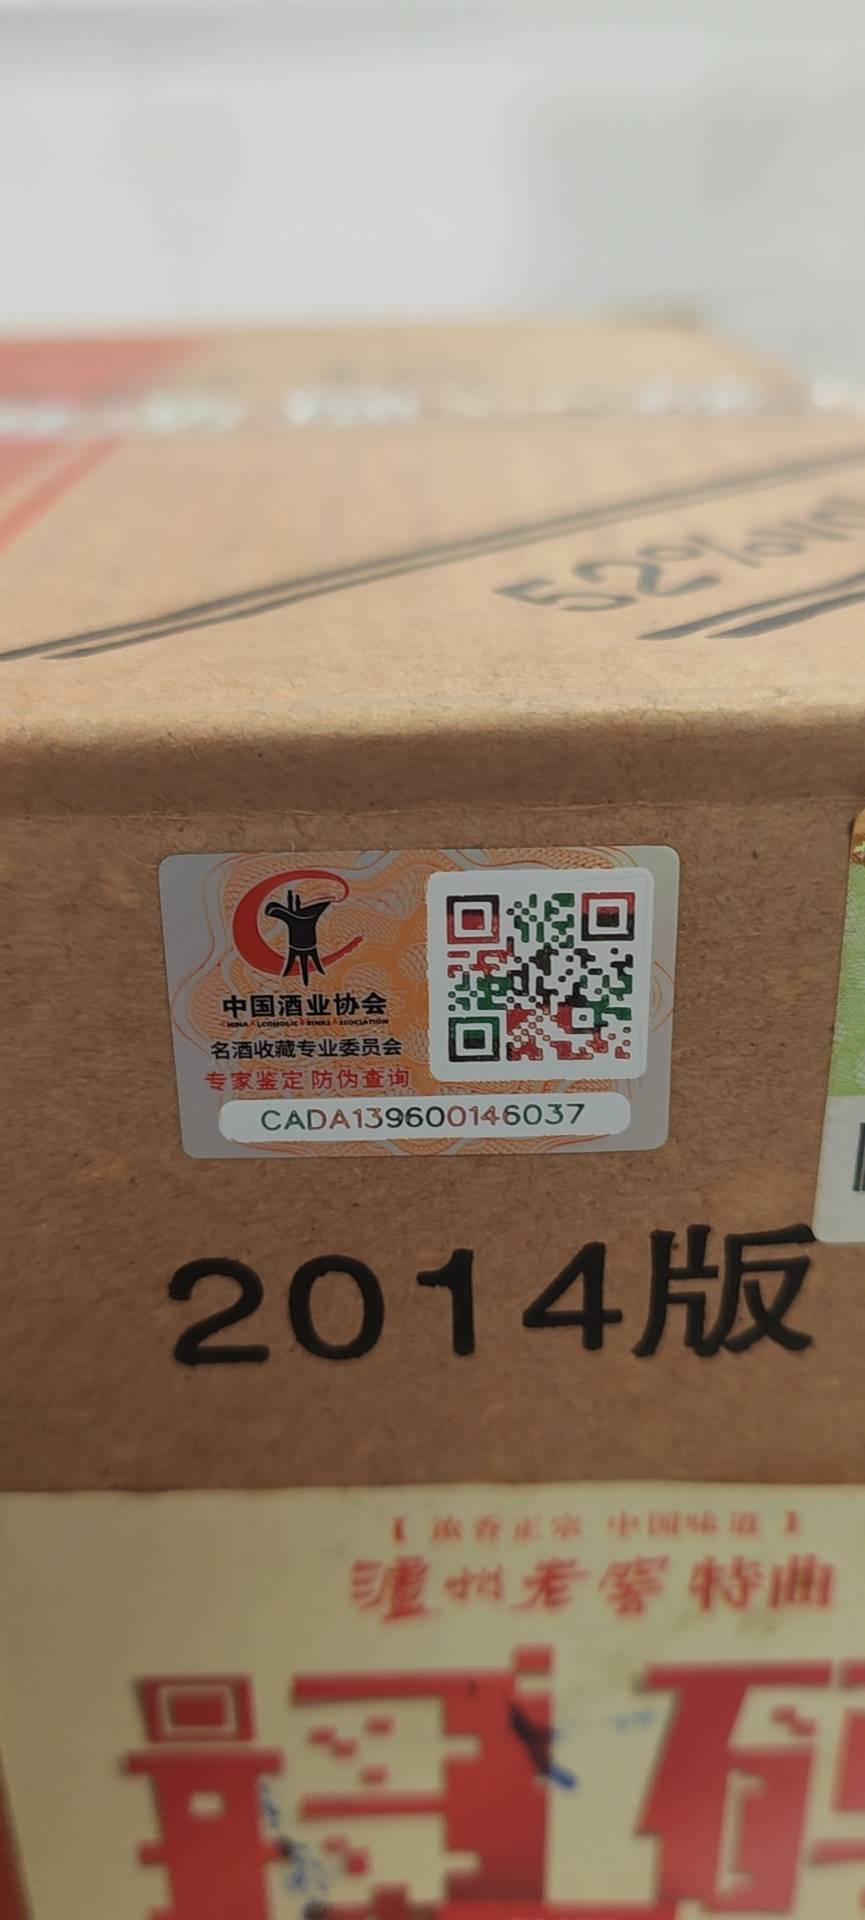 52%vol
中国酒业协会
CHINA ALCOHOLIC DRINKS ASSOCIATION
名酒收藏专业委员会
专家鉴定 防伪查询
CADA139600146037
2014版
【浓香正宗 中国味道】
泸州老窖 特曲